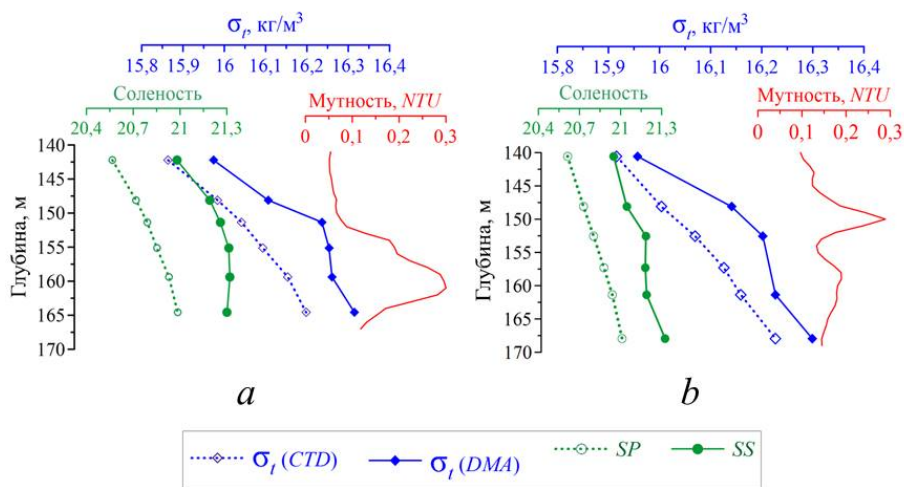 σt, кг/м³
15,8 15,9 16 16,1 16,2 16,3 16,4
Соленость
20,4 20,7 21 21,3
Мутность, NTU
0 0,1 0,2 0,3
Глубина, м
140
145
150
155
160
165
170
a
σt, кг/м³
15,8 15,9 16 16,1 16,2 16,3 16,4
Соленость
20,4 20,7 21 21,3
Мутность, NTU
0 0,1 0,2 0,3
Глубина, м
140
145
150
155
160
165
170
b
σt (CTD) σt (DMA) SP SS